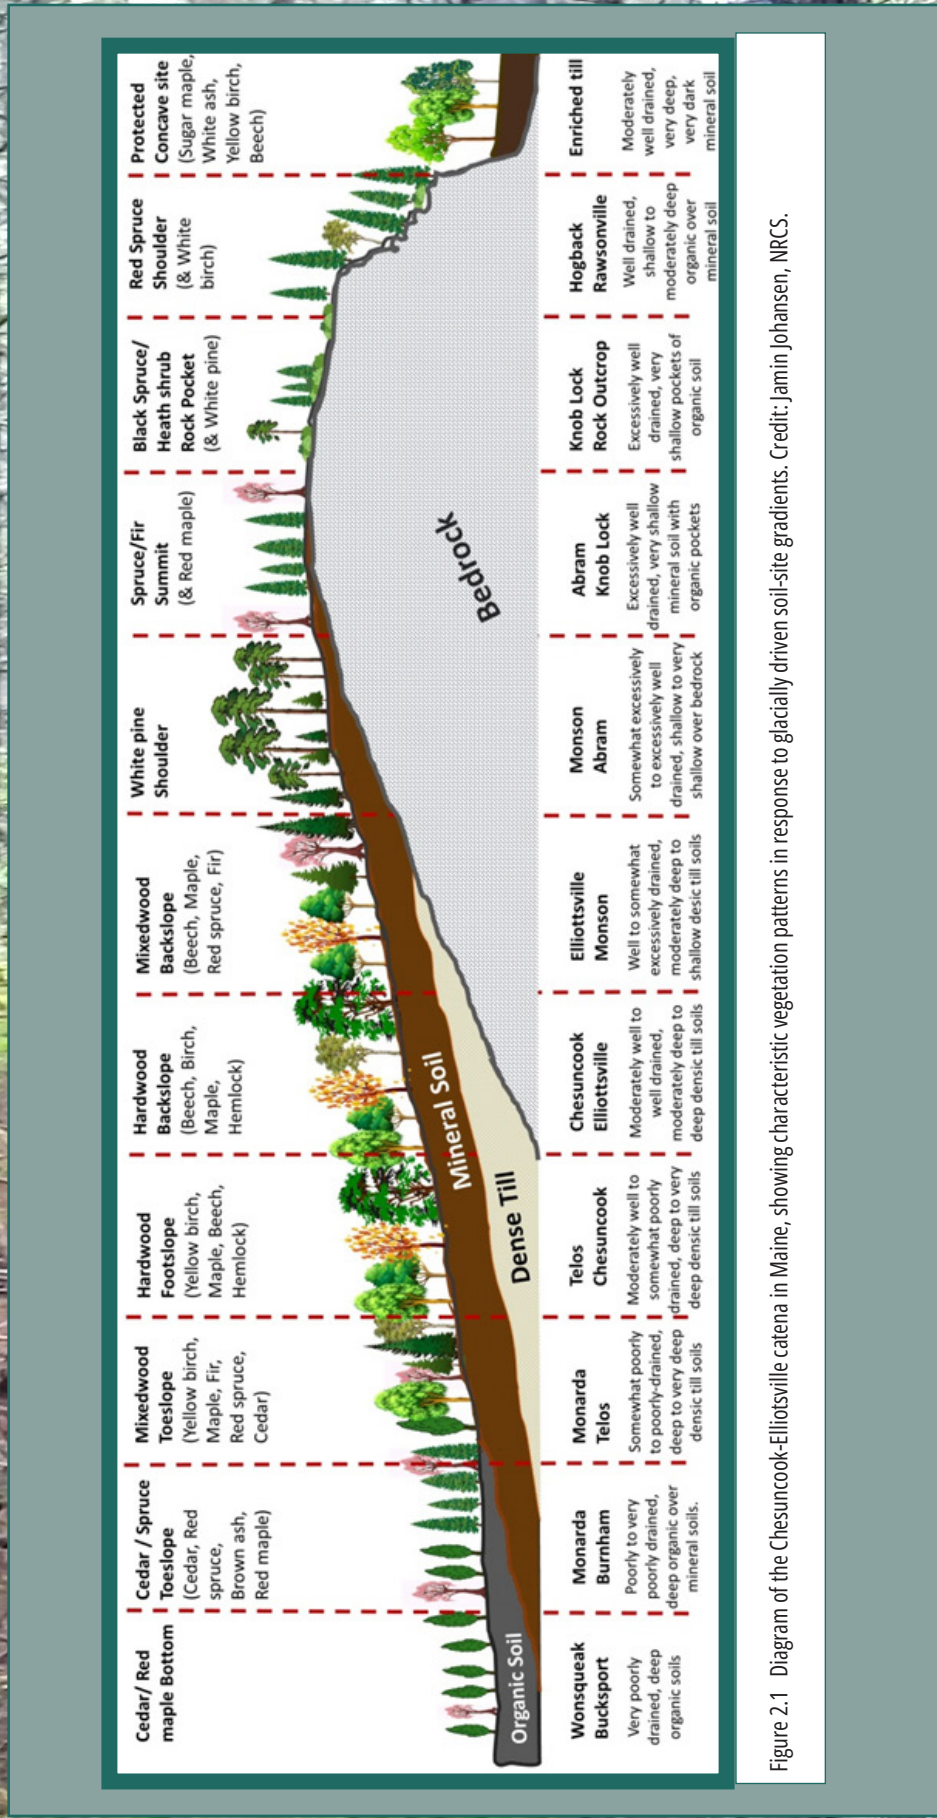 Cedar/ Red
maple Bottom
Cedar / Spruce
Toeslope
(Cedar, Red
spruce,
Brown ash,
Red maple)
Mixedwood
Toeslope
(Yellow birch,
Maple, Fir,
Red spruce,
Cedar)
Hardwood
Footslope
(Yellow birch,
Maple, Beech,
Hemlock)
Hardwood
Backslope
(Beech, Birch,
Maple,
Hemlock)
Mixedwood
Backslope
(Beech, Maple,
Red spruce, Fir)
White pine
Shoulder
Spruce/Fir
Summit
(& Red maple)
Black Spruce/
Heath shrub
Rock Pocket
(& White pine)
Red Spruce
Shoulder
(& White
birch)
Protected
Concave site
(Sugar maple,
White ash,
Yellow birch,
Beech)
Organic Soil
Mineral Soil
Dense Till
Bedrock
Wonsqueak
Bucksport
Very poorly
drained, deep
organic soils
Monarda
Burnham
Poorly to very
poorly drained,
deep organic over
mineral soils.
Monarda
Telos
Somewhat poorly
to poorly-drained,
deep to very deep
densic till soils
Telos
Chesuncook
Moderately well to
somewhat poorly
drained, deep to very
deep densic till soils
Chesuncook
Elliottsville
Moderately well to
well drained,
moderately deep to
deep densic till soils
Elliottsville
Monson
Well to somewhat
excessively drained,
moderately deep to
shallow desic till soils
Monson
Abram
Somewhat excessively
to excessively well
drained, shallow to very
shallow over bedrock
Abram
Knob Lock
Excessively well
drained, very shallow
mineral soil with
organic pockets
Knob Lock
Rock Outcrop
Excessively well
drained, very
shallow pockets of
organic soil
Hogback
Rawsonville
Well drained,
shallow to
moderately deep
organic over
mineral soil
Enriched till
Moderately
well drained,
very deep,
very dark
mineral soil
Figure 2.1 Diagram of the Chesuncook-Elliotsville catena in Maine, showing characteristic vegetation patterns in response to glacially driven soil-site gradients. Credit: Jamin Johansen, NRCS.